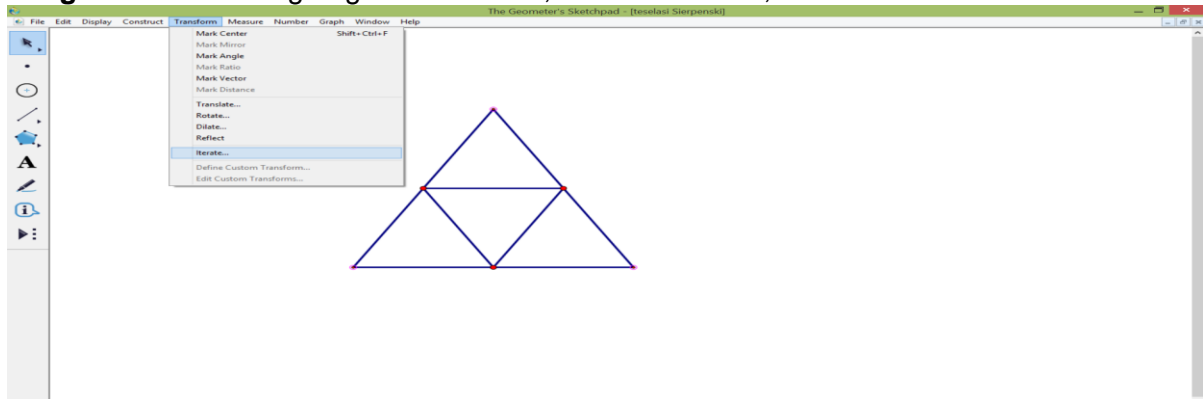 The Geometer's Sketchpad - [teselasi Sierpenski]
File Edit Display Construct Transform Measure Number Graph Window Help
Mark Center Shift+Ctrl+F
Mark Mirror
Mark Angle
Mark Ratio
Mark Vector
Mark Distance
Translate...
Rotate...
Dilate...
Reflect
Iterate...
Define Custom Transform...
Edit Custom Transforms...
A